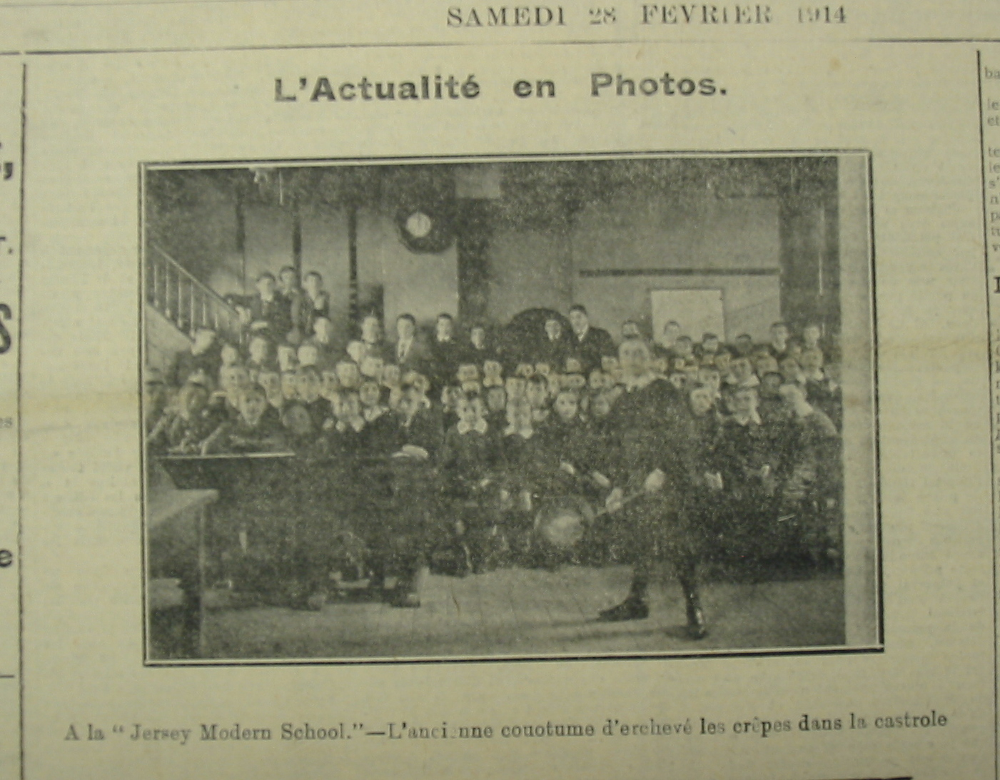 SAMEDI 28 FEVRIER 1914
L'Actualité en Photos.
A la “ Jersey Modern School.”—L'ancienne couotume d'erchevé les crêpes dans la castrole